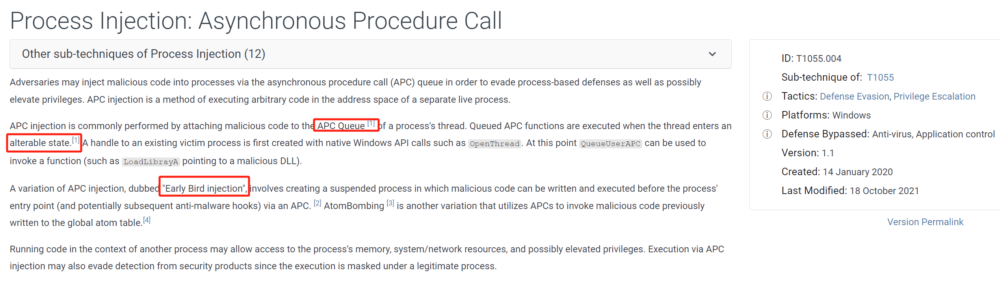 Process Injection: Asynchronous Procedure Call
Other sub-techniques of Process Injection (12)
Adversaries may inject malicious code into processes via the asynchronous procedure call (APC) queue in order to evade process-based defenses as well as possibly
elevate privileges. APC injection is a method of executing arbitrary code in the address space of a separate live process.
APC injection is commonly performed by attaching malicious code to the APC Queue [1] of a process's thread. Queued APC functions are executed when the thread enters an
alterable state.[1] A handle to an existing victim process is first created with native Windows API calls such as OpenThread. At this point QueueUserAPC can be used to
invoke a function (such as LoadLibrayA pointing to a malicious DLL).
A variation of APC injection, dubbed "Early Bird injection", involves creating a suspended process in which malicious code can be written and executed before the process'
entry point (and potentially subsequent anti-malware hooks) via an APC. [2] AtomBombing [3] is another variation that utilizes APCs to invoke malicious code previously
written to the global atom table.[4]
Running code in the context of another process may allow access to the process's memory, system/network resources, and possibly elevated privileges. Execution via APC
injection may also evade detection from security products since the execution is masked under a legitimate process.
ID: T1055.004
Sub-technique of: T1055
Tactics: Defense Evasion, Privilege Escalation
Platforms: Windows
Defense Bypassed: Anti-virus, Application control
Version: 1.1
Created: 14 January 2020
Last Modified: 18 October 2021
Version Permalink